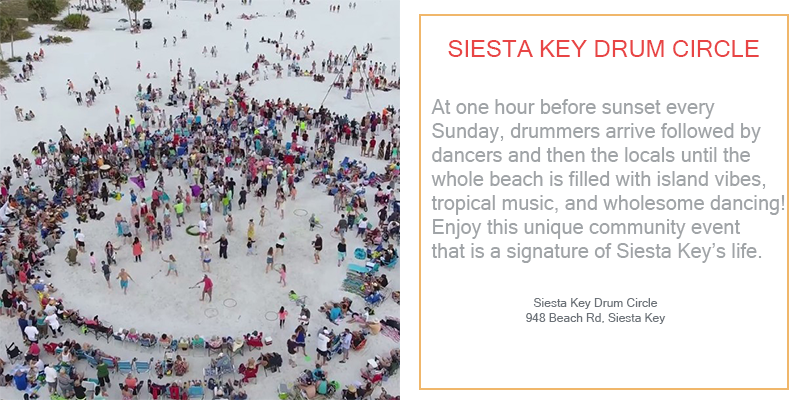 SIESTA KEY DRUM CIRCLE
At one hour before sunset every
Sunday, drummers arrive followed by
dancers and then the locals until the
whole beach is filled with island vibes,
tropical music, and wholesome dancing!
Enjoy this unique community event
that is a signature of Siesta Key’s life.
Siesta Key Drum Circle
948 Beach Rd, Siesta Key